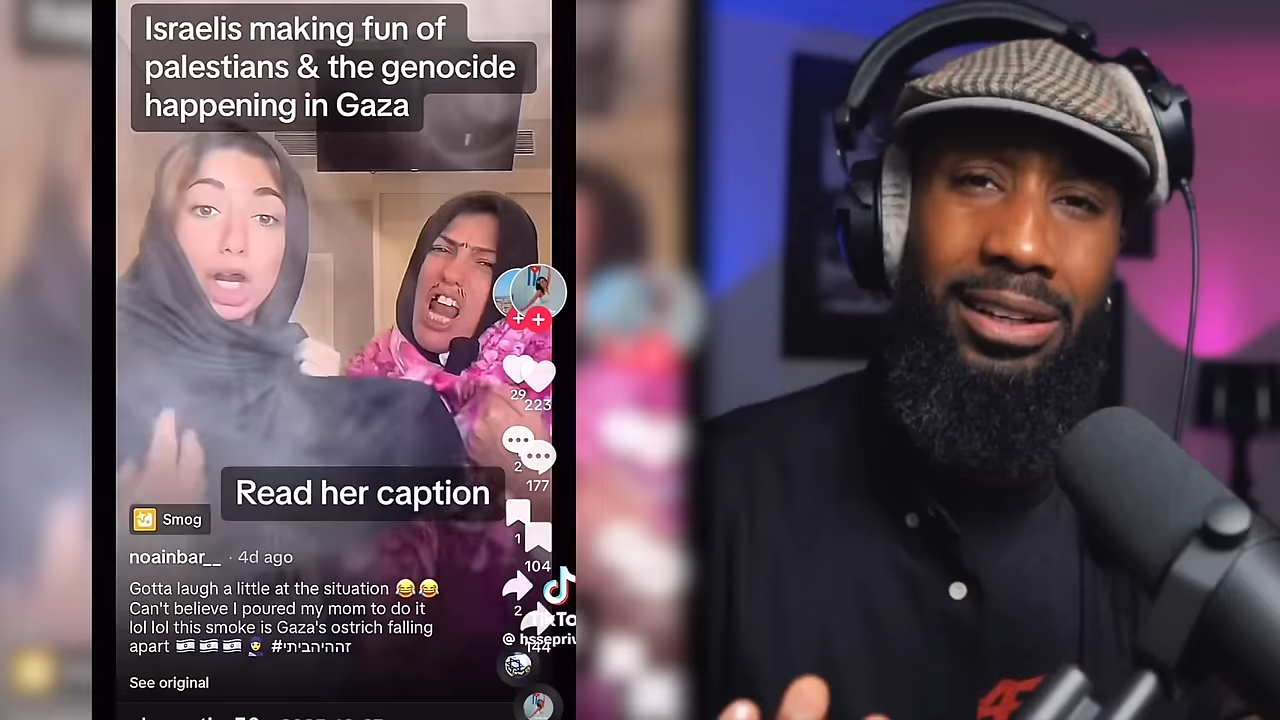 Israelis making fun of
palestians & the genocide
happening in Gaza
29
223
2
177
1
104
2
144
Read her caption
Smog
noainbar__ · 4d ago
Gotta laugh a little at the situation 😂😂
Can't believe I poured my mom to do it
lol lol this smoke is Gaza's ostrich falling
apart 🇮🇱🇮🇱🇮🇱🧕 #זההיהביתי
@hssepriv
See original